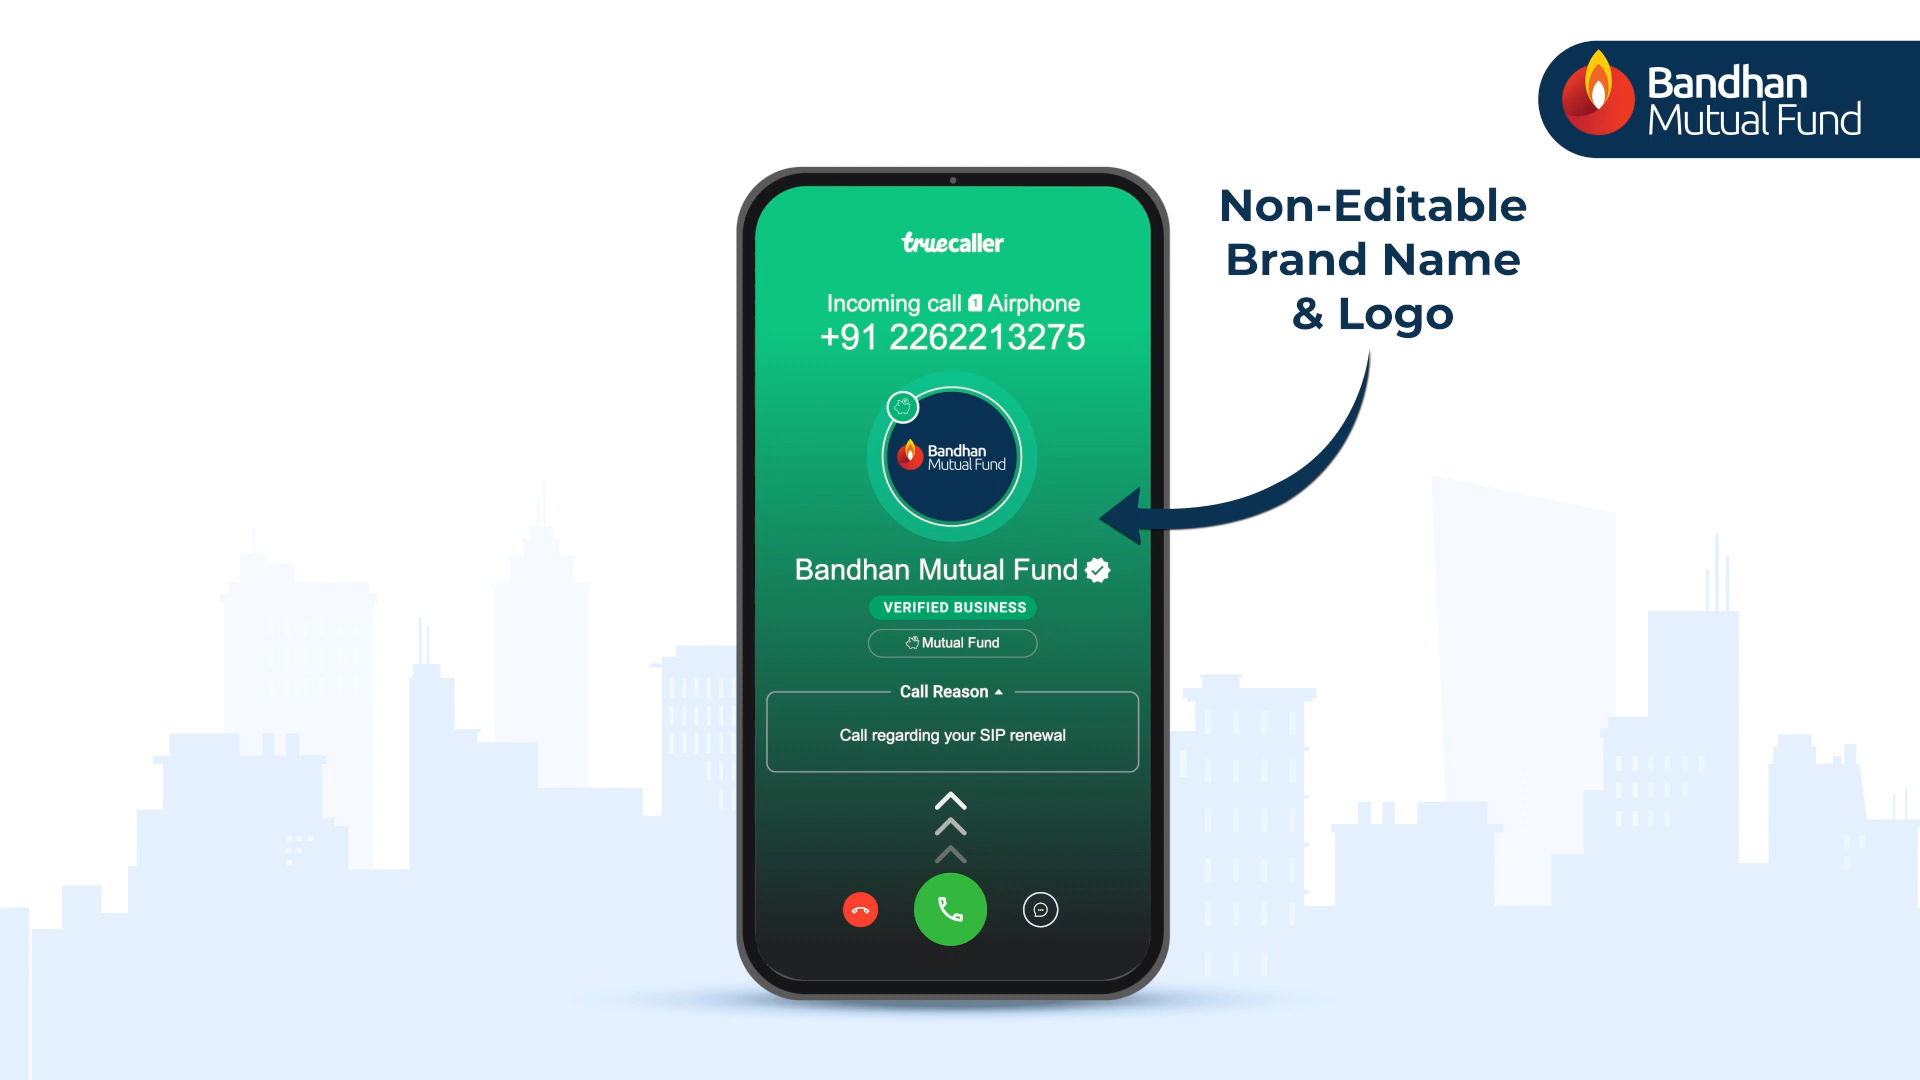 Bandhan
Mutual Fund
Non-Editable
Brand Name
& Logo
truecaller
Incoming call 1 Airphone
+91 2262213275
Bandhan
Mutual Fund
Bandhan Mutual Fund
VERIFIED BUSINESS
Mutual Fund
Call Reason
Call regarding your SIP renewal